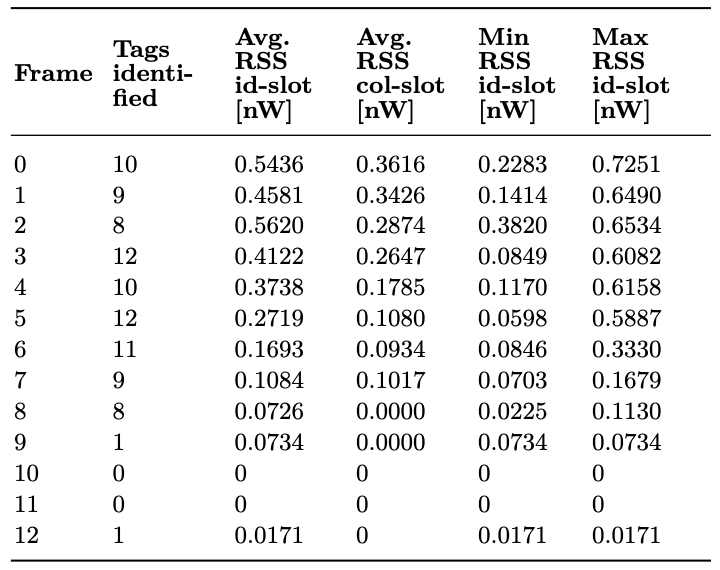 Frame Tags identi-fied Avg. RSS id-slot [nW] Avg. RSS col-slot [nW] Min RSS id-slot [nW] Max RSS id-slot [nW]
0 10 0.5436 0.3616 0.2283 0.7251
1 9 0.4581 0.3426 0.1414 0.6490
2 8 0.5620 0.2874 0.3820 0.6534
3 12 0.4122 0.2647 0.0849 0.6082
4 10 0.3738 0.1785 0.1170 0.6158
5 12 0.2719 0.1080 0.0598 0.5887
6 11 0.1693 0.0934 0.0846 0.3330
7 9 0.1084 0.1017 0.0703 0.1679
8 8 0.0726 0.0000 0.0225 0.1130
9 1 0.0734 0.0000 0.0734 0.0734
10 0 0 0 0 0
11 0 0 0 0 0
12 1 0.0171 0 0.0171 0.0171